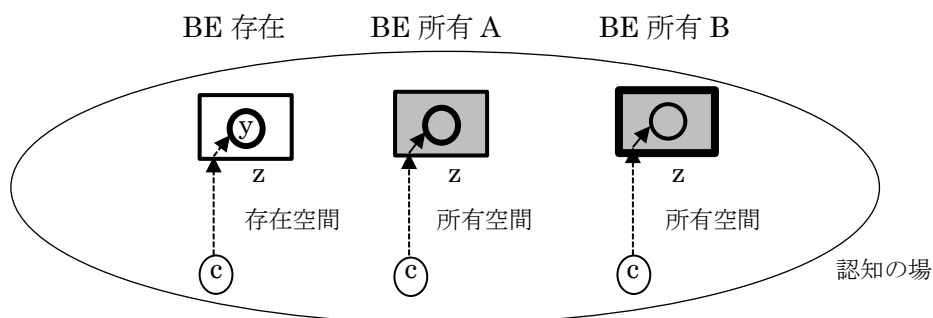 BE 存在 BE 所有 A BE 所有 B
y
z z z
存在空間 所有空間 所有空間
c c c
認知の場